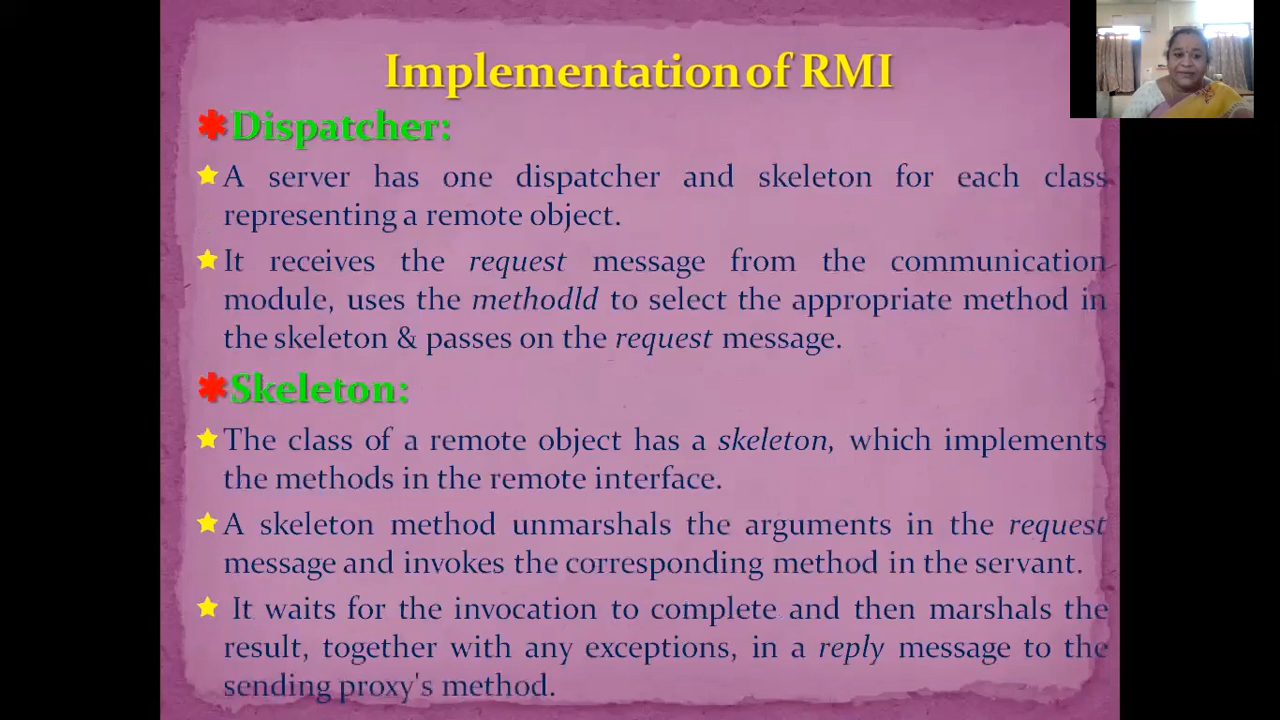 Implementation of RMI
Dispatcher:
A server has one dispatcher and skeleton for each class
representing a remote object.
It receives the request message from the communication
module, uses the methodld to select the appropriate method in
the skeleton & passes on the request message.
Skeleton:
The class of a remote object has a skeleton, which implements
the methods in the remote interface.
A skeleton method unmarshals the arguments in the request
message and invokes the corresponding method in the servant.
It waits for the invocation to complete and then marshals the
result, together with any exceptions, in a reply message to the
sending proxy's method.